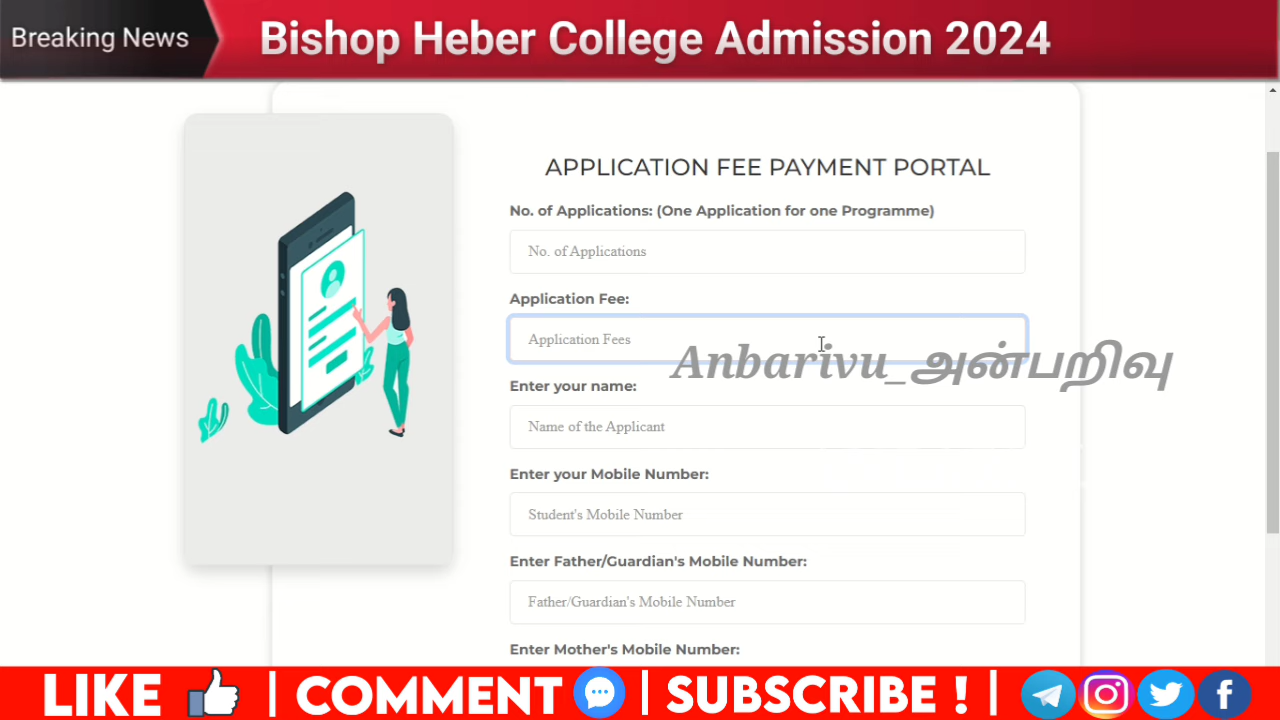 Breaking News
Bishop Heber College Admission 2024
APPLICATION FEE PAYMENT PORTAL
No. of Applications: (One Application for one Programme)
No. of Applications
Application Fee:
Application Fees
Anbarivu_அன்பறிவு
Enter your name:
Name of the Applicant
Enter your Mobile Number:
Student's Mobile Number
Enter Father/Guardian's Mobile Number:
Father/Guardian's Mobile Number
Enter Mother's Mobile Number:
LIKE | COMMENT | SUBSCRIBE ! |